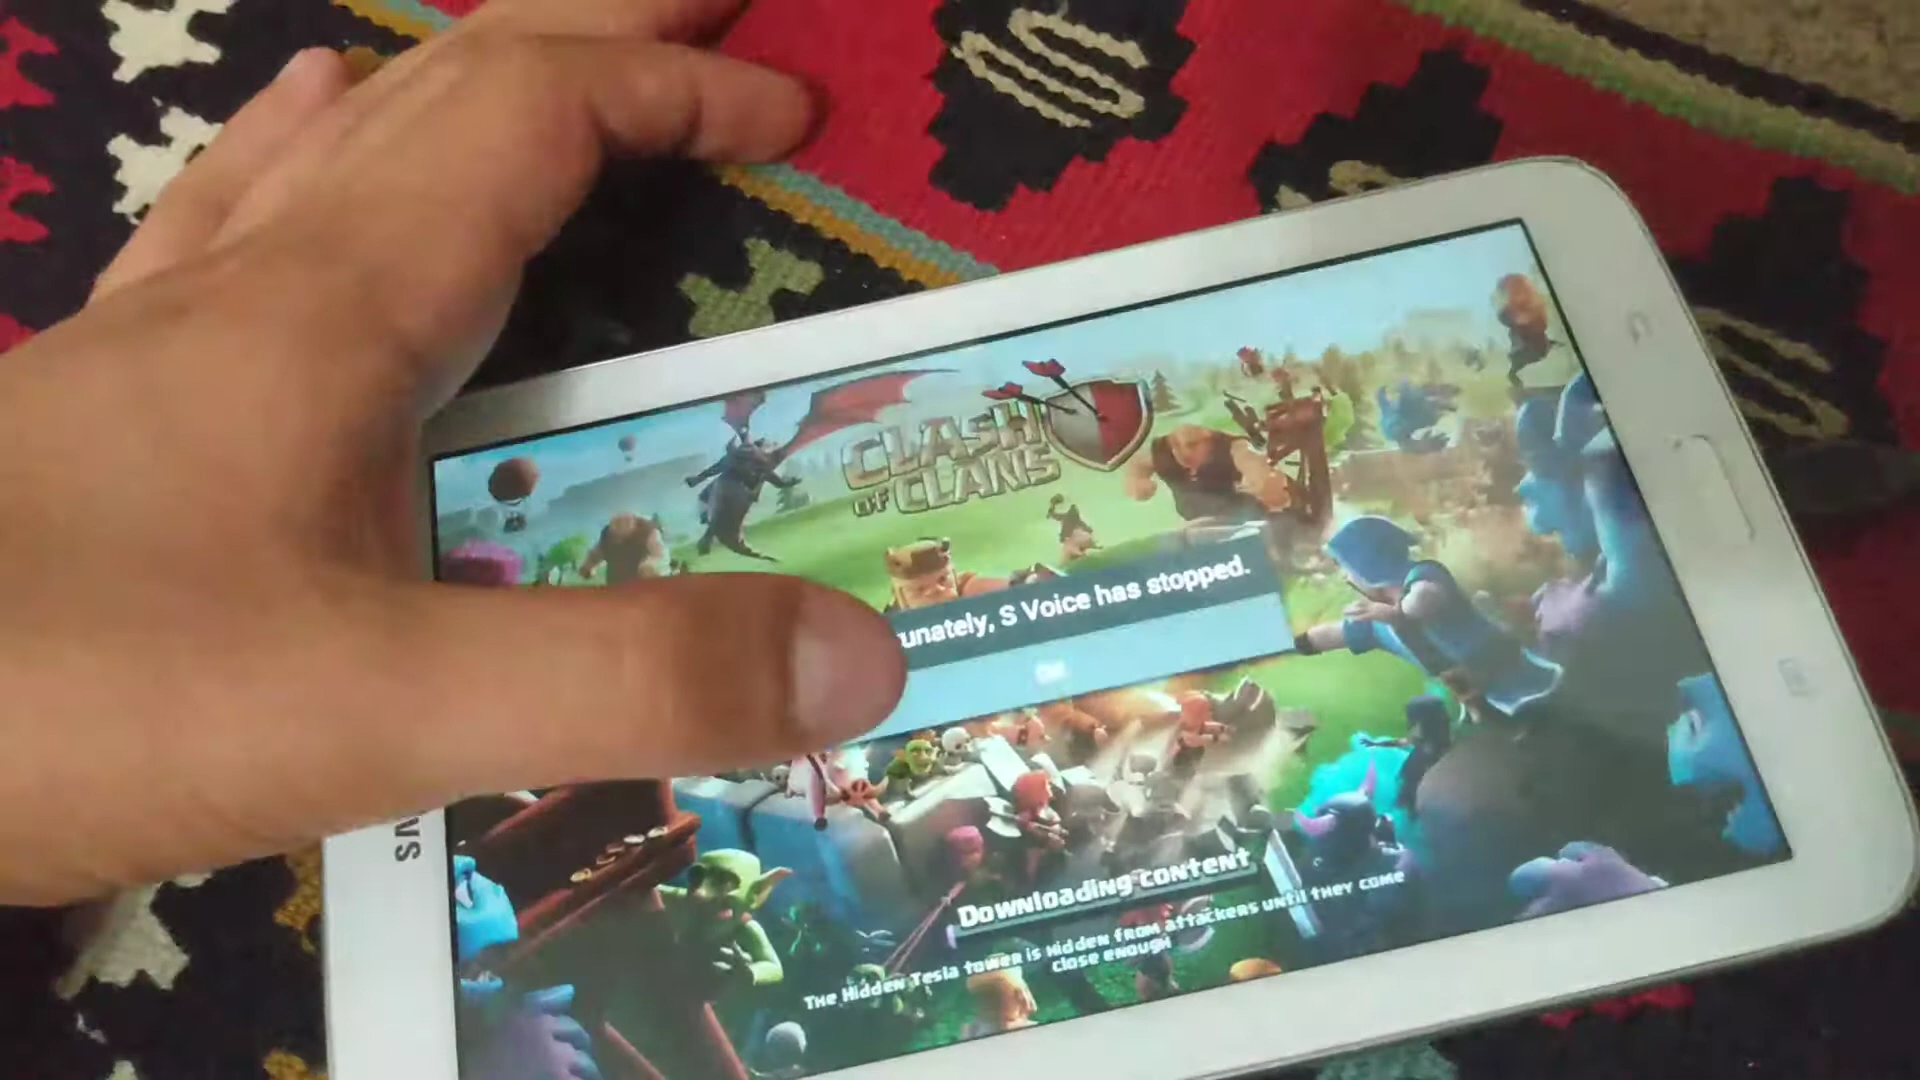 CLASH
OF CLANS
unately, S Voice has stopped.
OK
Downloading content
The Hidden Tesla tower is hidden from attackers until they come
close enough